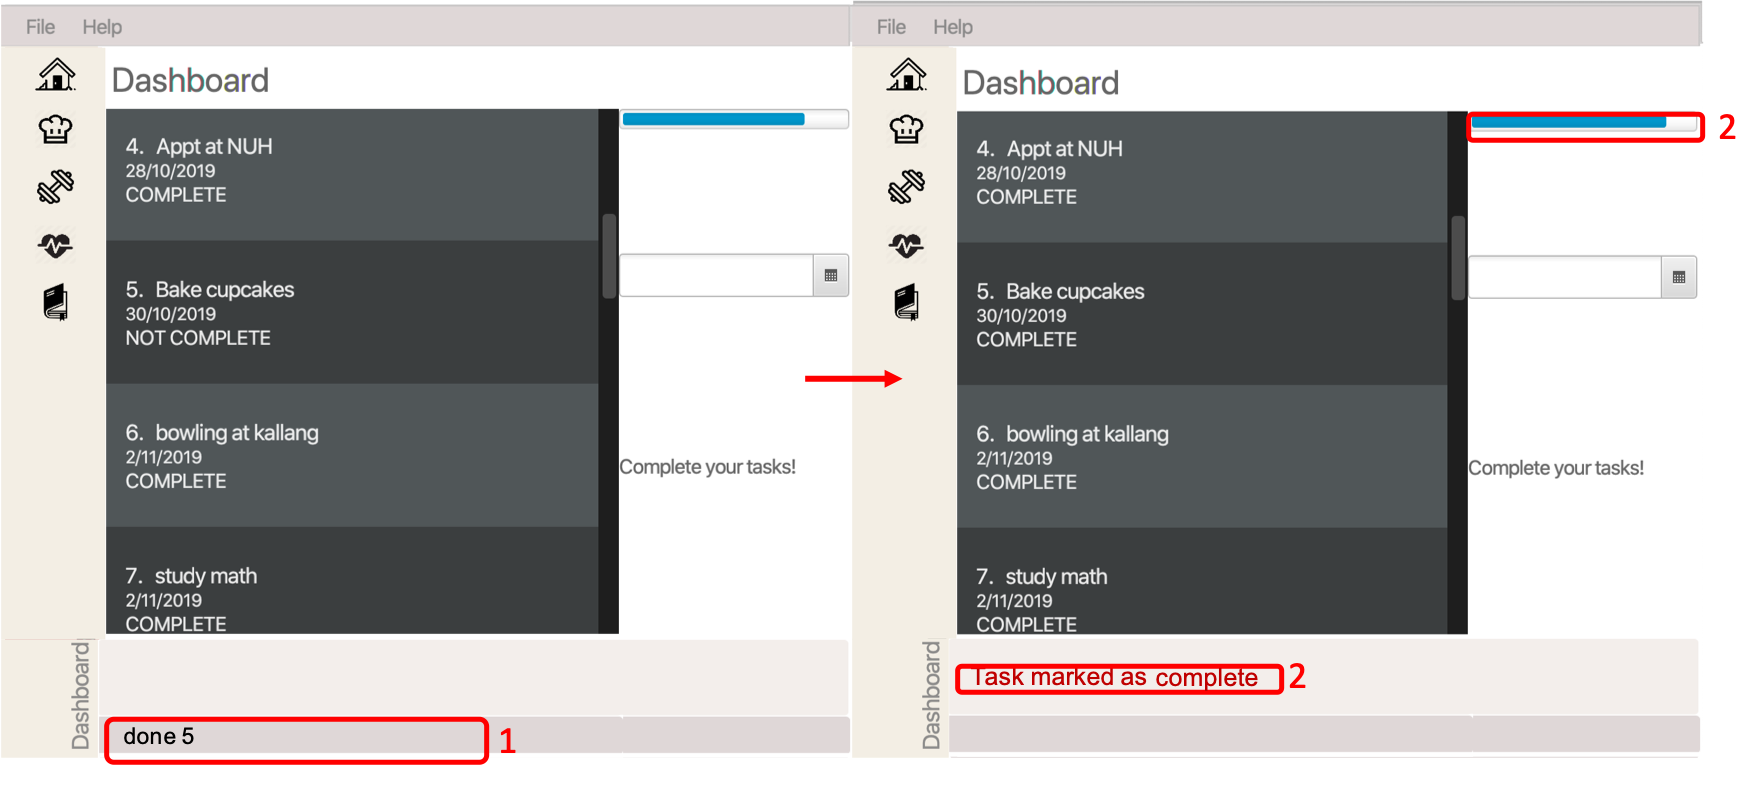 File Help
Dashboard
4. Appt at NUH
28/10/2019
COMPLETE
5. Bake cupcakes
30/10/2019
NOT COMPLETE
6. bowling at kallang
2/11/2019
COMPLETE
7. study math
2/11/2019
COMPLETE
Complete your tasks!
Dashboard
done 5
1
File Help
Dashboard
2
4. Appt at NUH
28/10/2019
COMPLETE
5. Bake cupcakes
30/10/2019
COMPLETE
6. bowling at kallang
2/11/2019
COMPLETE
7. study math
2/11/2019
COMPLETE
Complete your tasks!
Dashboard
Task marked as complete
2